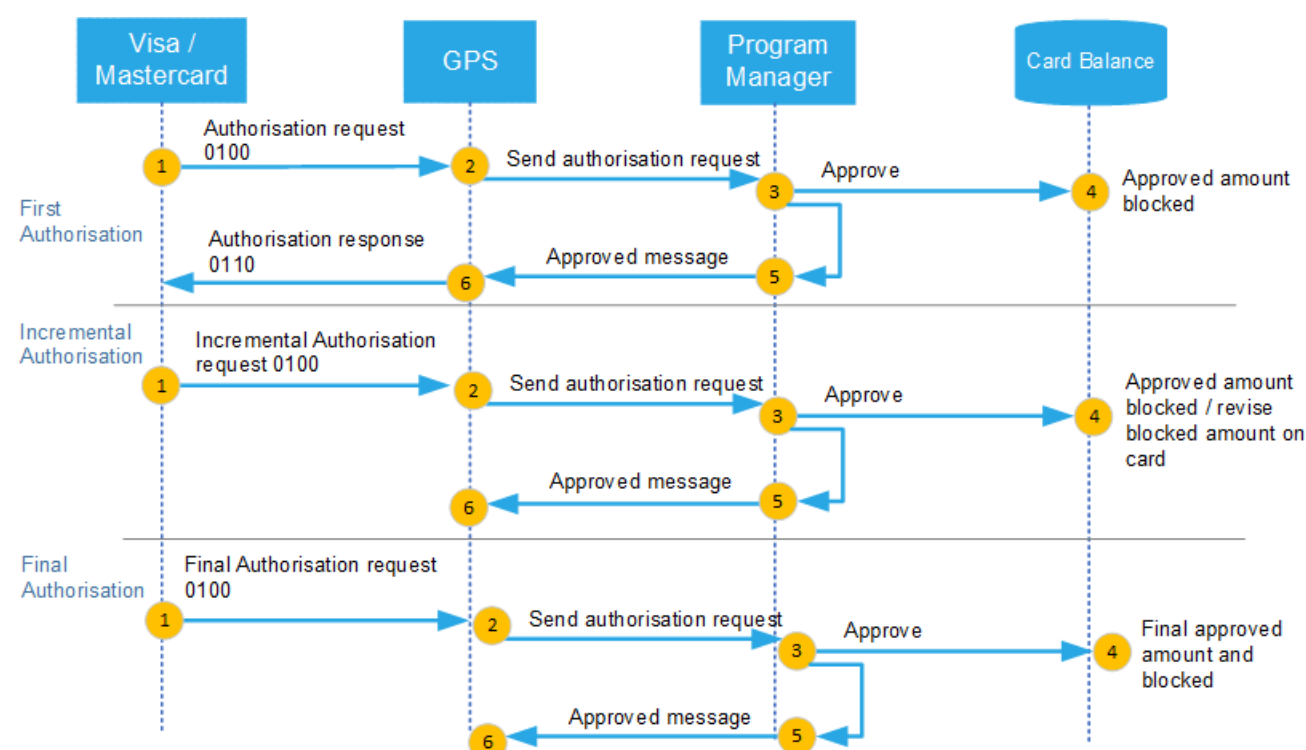 Visa /
Mastercard
GPS
Program
Manager
Card Balance
Authorisation request
0100
1
2
Send authorisation request
3
Approve
4
Approved amount
blocked
First
Authorisation
Authorisation response
0110
6
Approved message
5
Incremental
Authorisation
Incremental Authorisation
request 0100
1
2
Send authorisation request
3
Approve
4
Approved amount
blocked / revise
blocked amount on
card
6
Approved message
5
Final
Authorisation
Final Authorisation request
0100
1
2
Send authorisation request
3
Approve
4
Final approved
amount and
blocked
6
Approved message
5